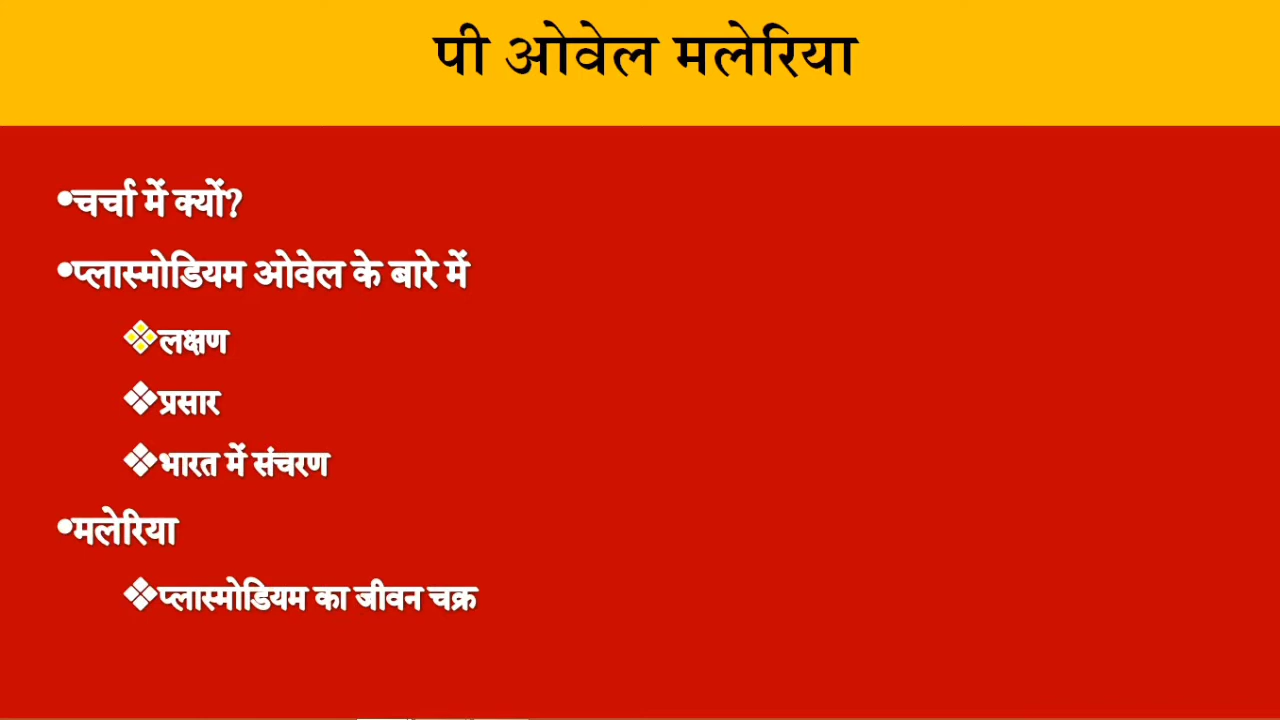 पी ओवेल मलेरिया
•चर्चा में क्यों?
•प्लास्मोडियम ओवेल के बारे में
❖लक्षण
❖प्रसार
❖भारत में संचरण
•मलेरिया
❖प्लास्मोडियम का जीवन चक्र